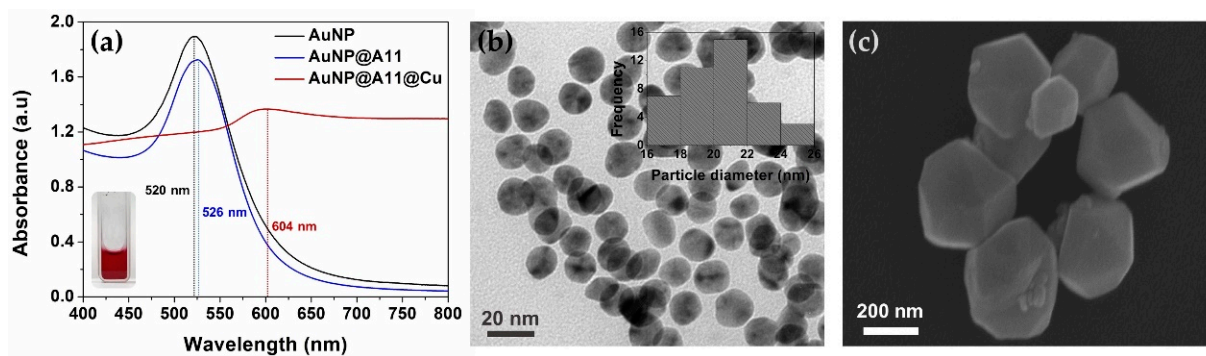 (a)
AuNP
AuNP@A11
AuNP@A11@Cu
2.0
1.6
1.2
0.8
0.4
0.0
Absorbance (a.u)
520 nm
526 nm
604 nm
400 450 500 550 600 650 700 750 800
Wavelength (nm)
(b)
16
12
8
4
0
Frequency
16 18 20 22 24 26
Particle diameter (nm)
20 nm
(c)
200 nm